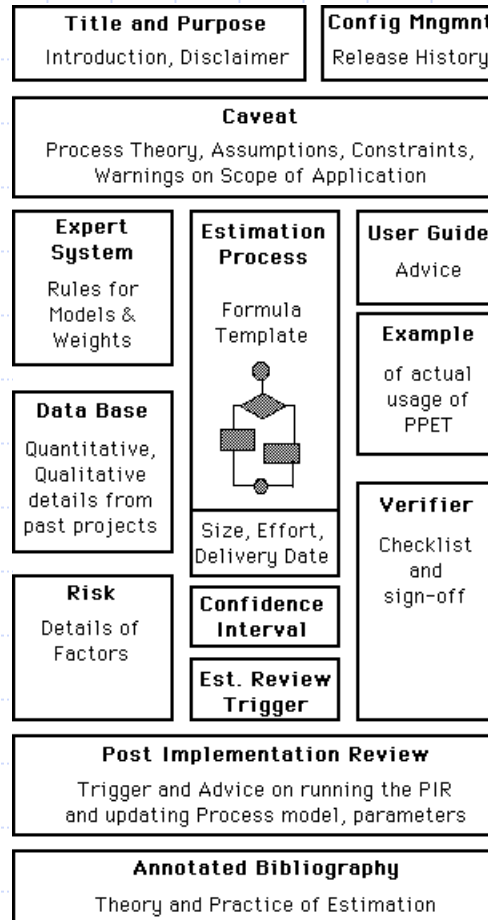 Title and Purpose
Introduction, Disclaimer
Config Mngmnt
Release History
Caveat
Process Theory, Assumptions, Constraints,
Warnings on Scope of Application
Expert
System
Rules for
Models &
Weights
Estimation
Process
Formula
Template
User Guide
Advice
Example
of actual
usage of
PPET
Data Base
Quantitative,
Qualitative
details from
past projects
Size, Effort,
Delivery Date
Verifier
Checklist
and
sign-off
Risk
Details of
Factors
Confidence
Interval
Est. Review
Trigger
Post Implementation Review
Trigger and Advice on running the PIR
and updating Process model, parameters
Annotated Bibliography
Theory and Practice of Estimation